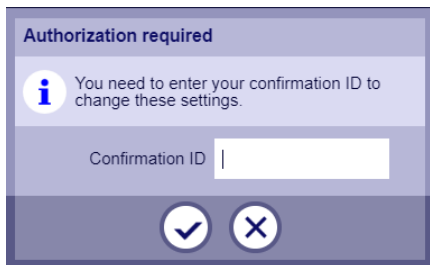 Authorization required
You need to enter your confirmation ID to
change these settings.
Confirmation ID